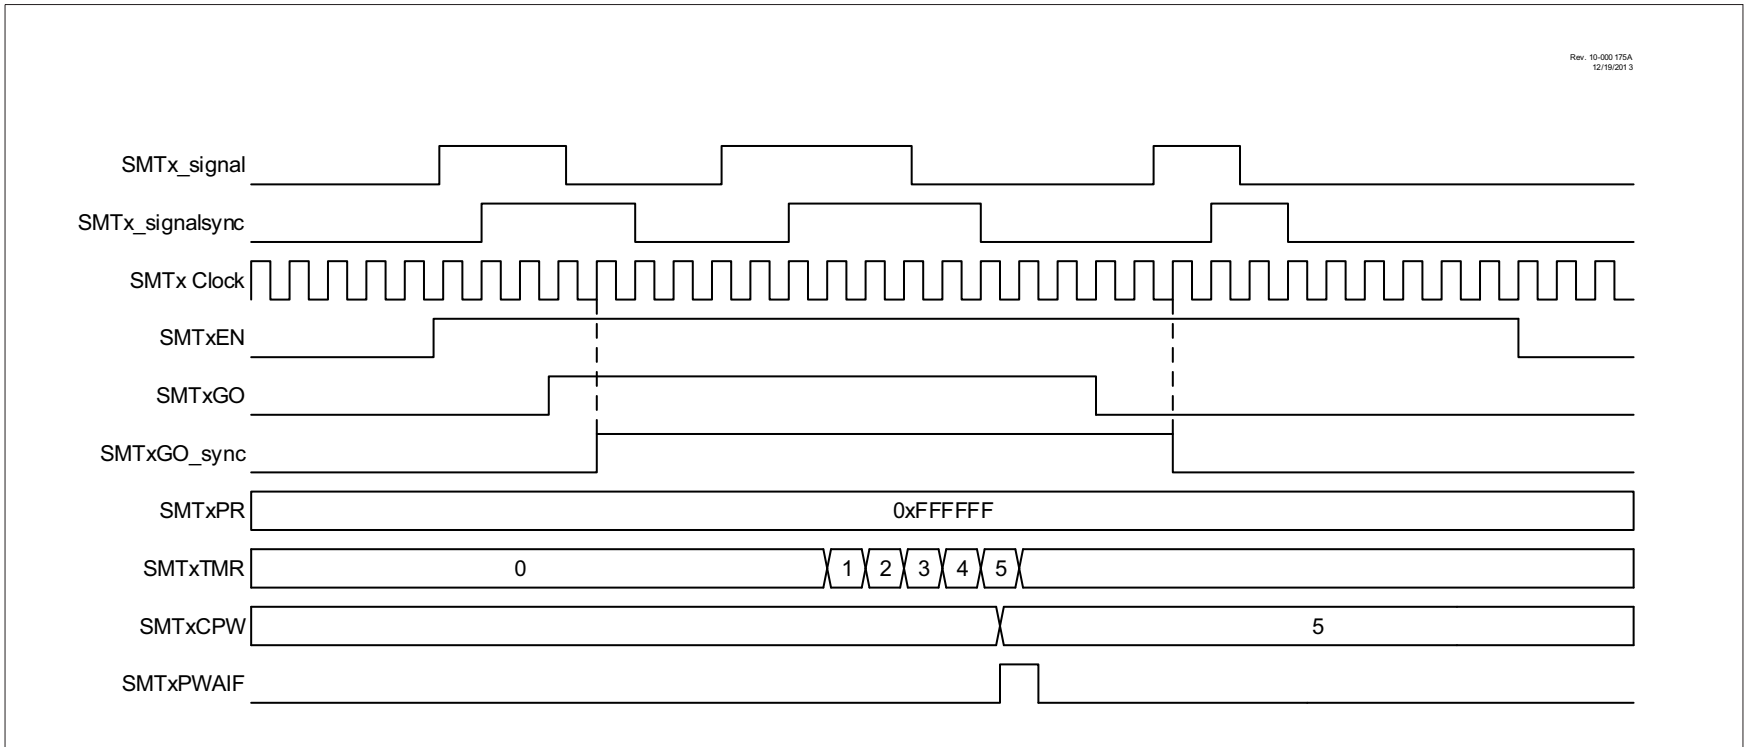 Rev. 10-000 175A
12/19/201 3
SMTx_signal
SMTx_signalsync
SMTx Clock
SMTxEN
SMTxGO
SMTxGO_sync
SMTxPR 0xFFFFFF
SMTxTMR 0 1 2 3 4 5
SMTxCPW 5
SMTxPWAIF